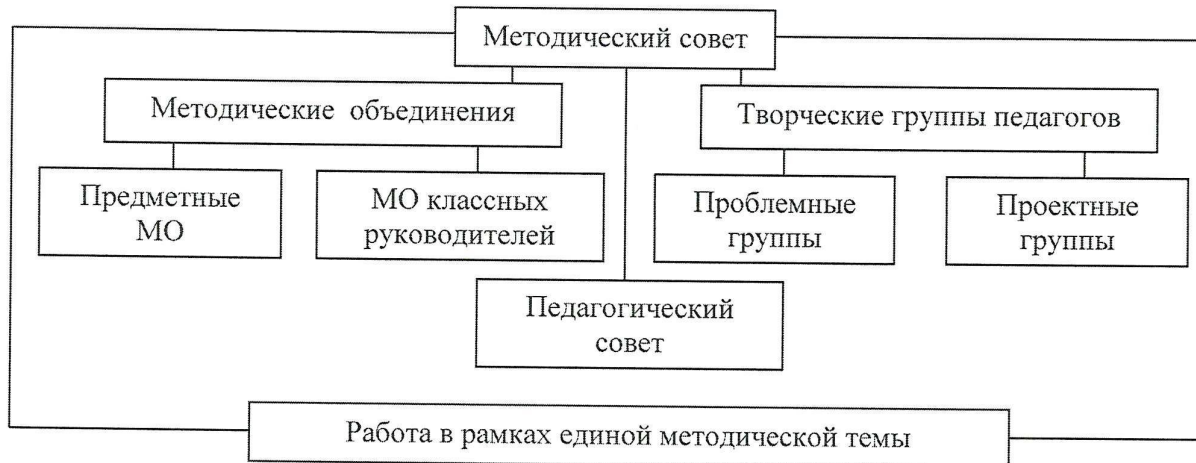 Методический совет
Методические объединения
Творческие группы педагогов
Предметные
МО
МО классных
руководителей
Проблемные
группы
Проектные
группы
Педагогический
совет
Работа в рамках единой методической темы